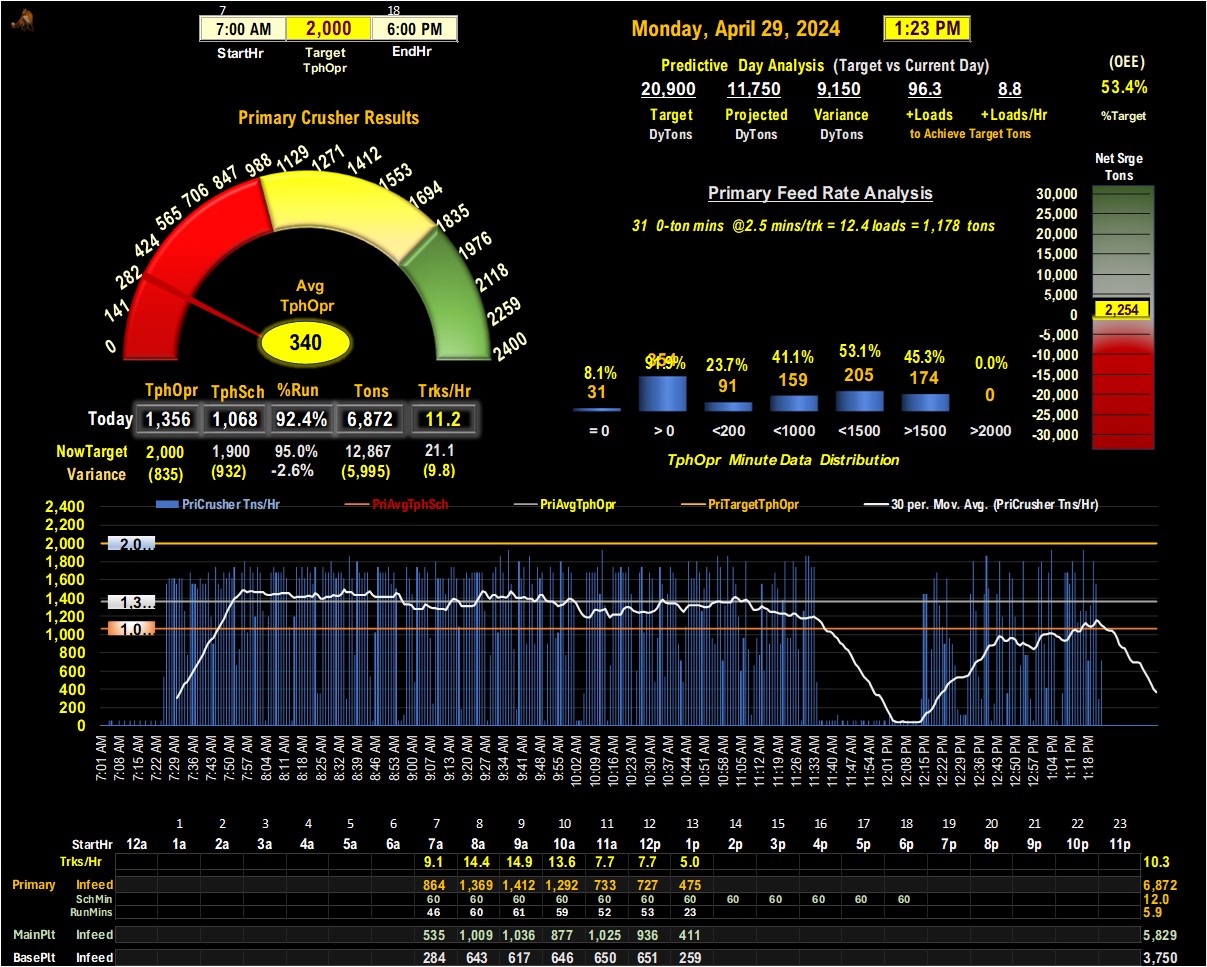 7 18
7:00 AM 2,000 6:00 PM
StartHr Target TphOpr EndHr
Monday, April 29, 2024 1:23 PM
Predictive Day Analysis (Target vs Current Day)
20,900 11,750 9,150 96.3 8.8
Target Projected Variance +Loads +Loads/Hr
DyTons DyTons DyTons to Achieve Target Tons
(OEE)
53.4%
%Target
Primary Crusher Results
0 141 282 424 565 706 847 988 1129 1271 1412 1553 1694 1835 1976 2118 2259 2400
Avg
TphOpr
340
TphOpr TphSch %Run Tons Trks/Hr
Today 1,356 1,068 92.4% 6,872 11.2
NowTarget 2,000 1,900 95.0% 12,867 21.1
Variance (835) (932) -2.6% (5,995) (9.8)
Primary Feed Rate Analysis
31 0-ton mins @2.5 mins/trk = 12.4 loads = 1,178 tons
8.1% 91.9% 23.7% 41.1% 53.1% 45.3% 0.0%
31 354 91 159 205 174 0
= 0 > 0 <200 <1000 <1500 >1500 >2000
TphOpr Minute Data Distribution
Net Srge
Tons
30,000
25,000
20,000
15,000
10,000
5,000
0
2,254
-5,000
-10,000
-15,000
-20,000
-25,000
-30,000
PriCrusher Tns/Hr PriAvgTphSch PriAvgTphOpr PriTargetTphOpr 30 per. Mov. Avg. (PriCrusher Tns/Hr)
2,400
2,200
2,000 2,0...
1,800
1,600
1,400 1,3...
1,200
1,000 1,0...
800
600
400
200
0
7:01 AM 7:08 AM 7:15 AM 7:22 AM 7:29 AM 7:36 AM 7:43 AM 7:50 AM 7:57 AM 8:04 AM 8:11 AM 8:18 AM 8:25 AM 8:32 AM 8:39 AM 8:46 AM 8:53 AM 9:00 AM 9:07 AM 9:13 AM 9:20 AM 9:27 AM 9:34 AM 9:41 AM 9:48 AM 9:55 AM 10:02 AM 10:09 AM 10:16 AM 10:23 AM 10:30 AM 10:37 AM 10:44 AM 10:51 AM 10:58 AM 11:05 AM 11:12 AM 11:19 AM 11:26 AM 11:33 AM 11:40 AM 11:47 AM 11:54 AM 12:01 PM 12:08 PM 12:15 PM 12:22 PM 12:29 PM 12:36 PM 12:43 PM 12:50 PM 12:57 PM 1:04 PM 1:11 PM 1:18 PM
1 2 3 4 5 6 7 8 9 10 11 12 13 14 15 16 17 18 19 20 21 22 23
StartHr 12a 1a 2a 3a 4a 5a 6a 7a 8a 9a 10a 11a 12p 1p 2p 3p 4p 5p 6p 7p 8p 9p 10p 11p
Trks/Hr 9.1 14.4 14.9 13.6 7.7 7.7 5.0 10.3
Primary Infeed 864 1,369 1,412 1,292 733 727 475 6,872
SchMin 60 60 60 60 60 60 60 60 60 60 60 60 12.0
RunMins 46 60 61 59 52 53 23 5.9
MainPlt Infeed 535 1,009 1,036 877 1,025 936 411 5,829
BasePlt Infeed 284 643 617 646 650 651 259 3,750